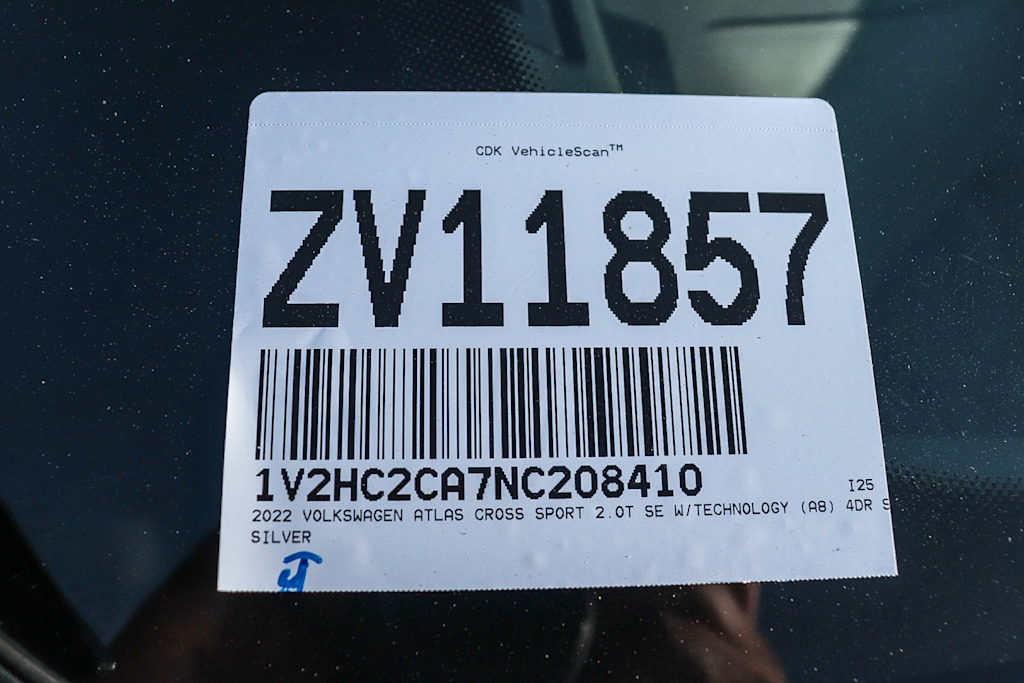 CDK VehicleScan™
ZV11857
1V2HC2CA7NC208410
I25
2022 VOLKSWAGEN ATLAS CROSS SPORT 2.0T SE W/TECHNOLOGY (A8) 4DR S
SILVER